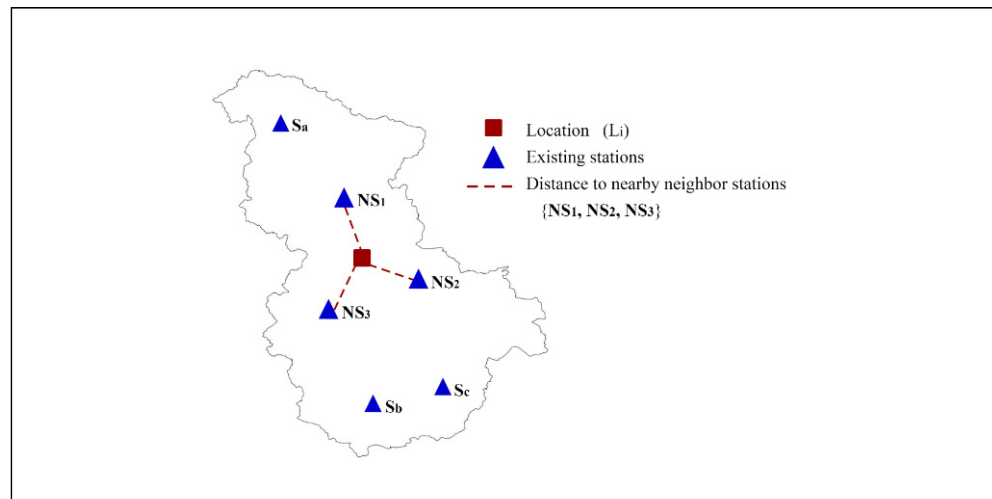 Sa
Location (Li)
Existing stations
Distance to nearby neighbor stations
{NS1, NS2, NS3}
NS1
NS2
NS3
Sc
Sb